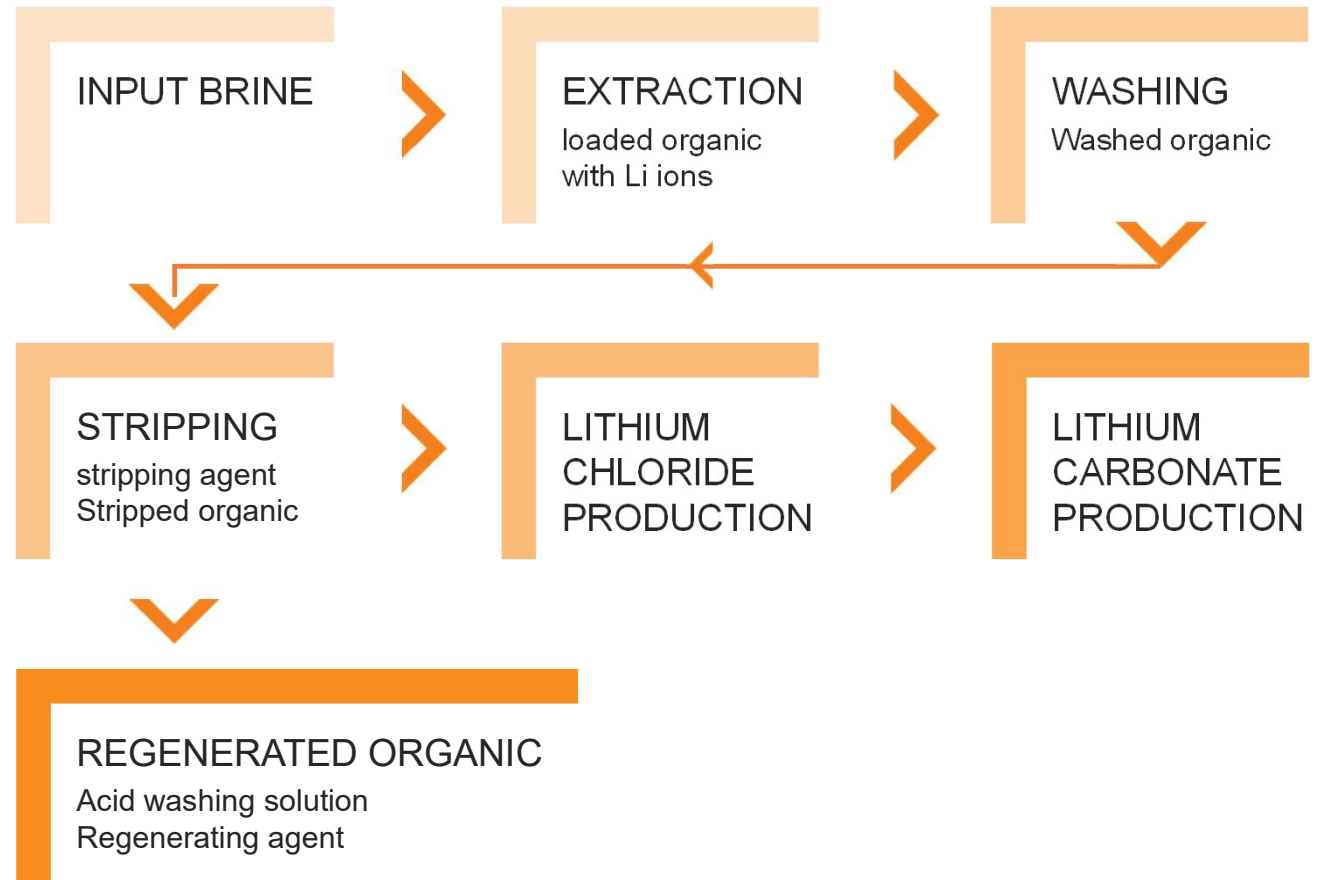 INPUT BRINE
EXTRACTION
loaded organic
with Li ions
WASHING
Washed organic
STRIPPING
stripping agent
Stripped organic
LITHIUM
CHLORIDE
PRODUCTION
LITHIUM
CARBONATE
PRODUCTION
REGENERATED ORGANIC
Acid washing solution
Regenerating agent